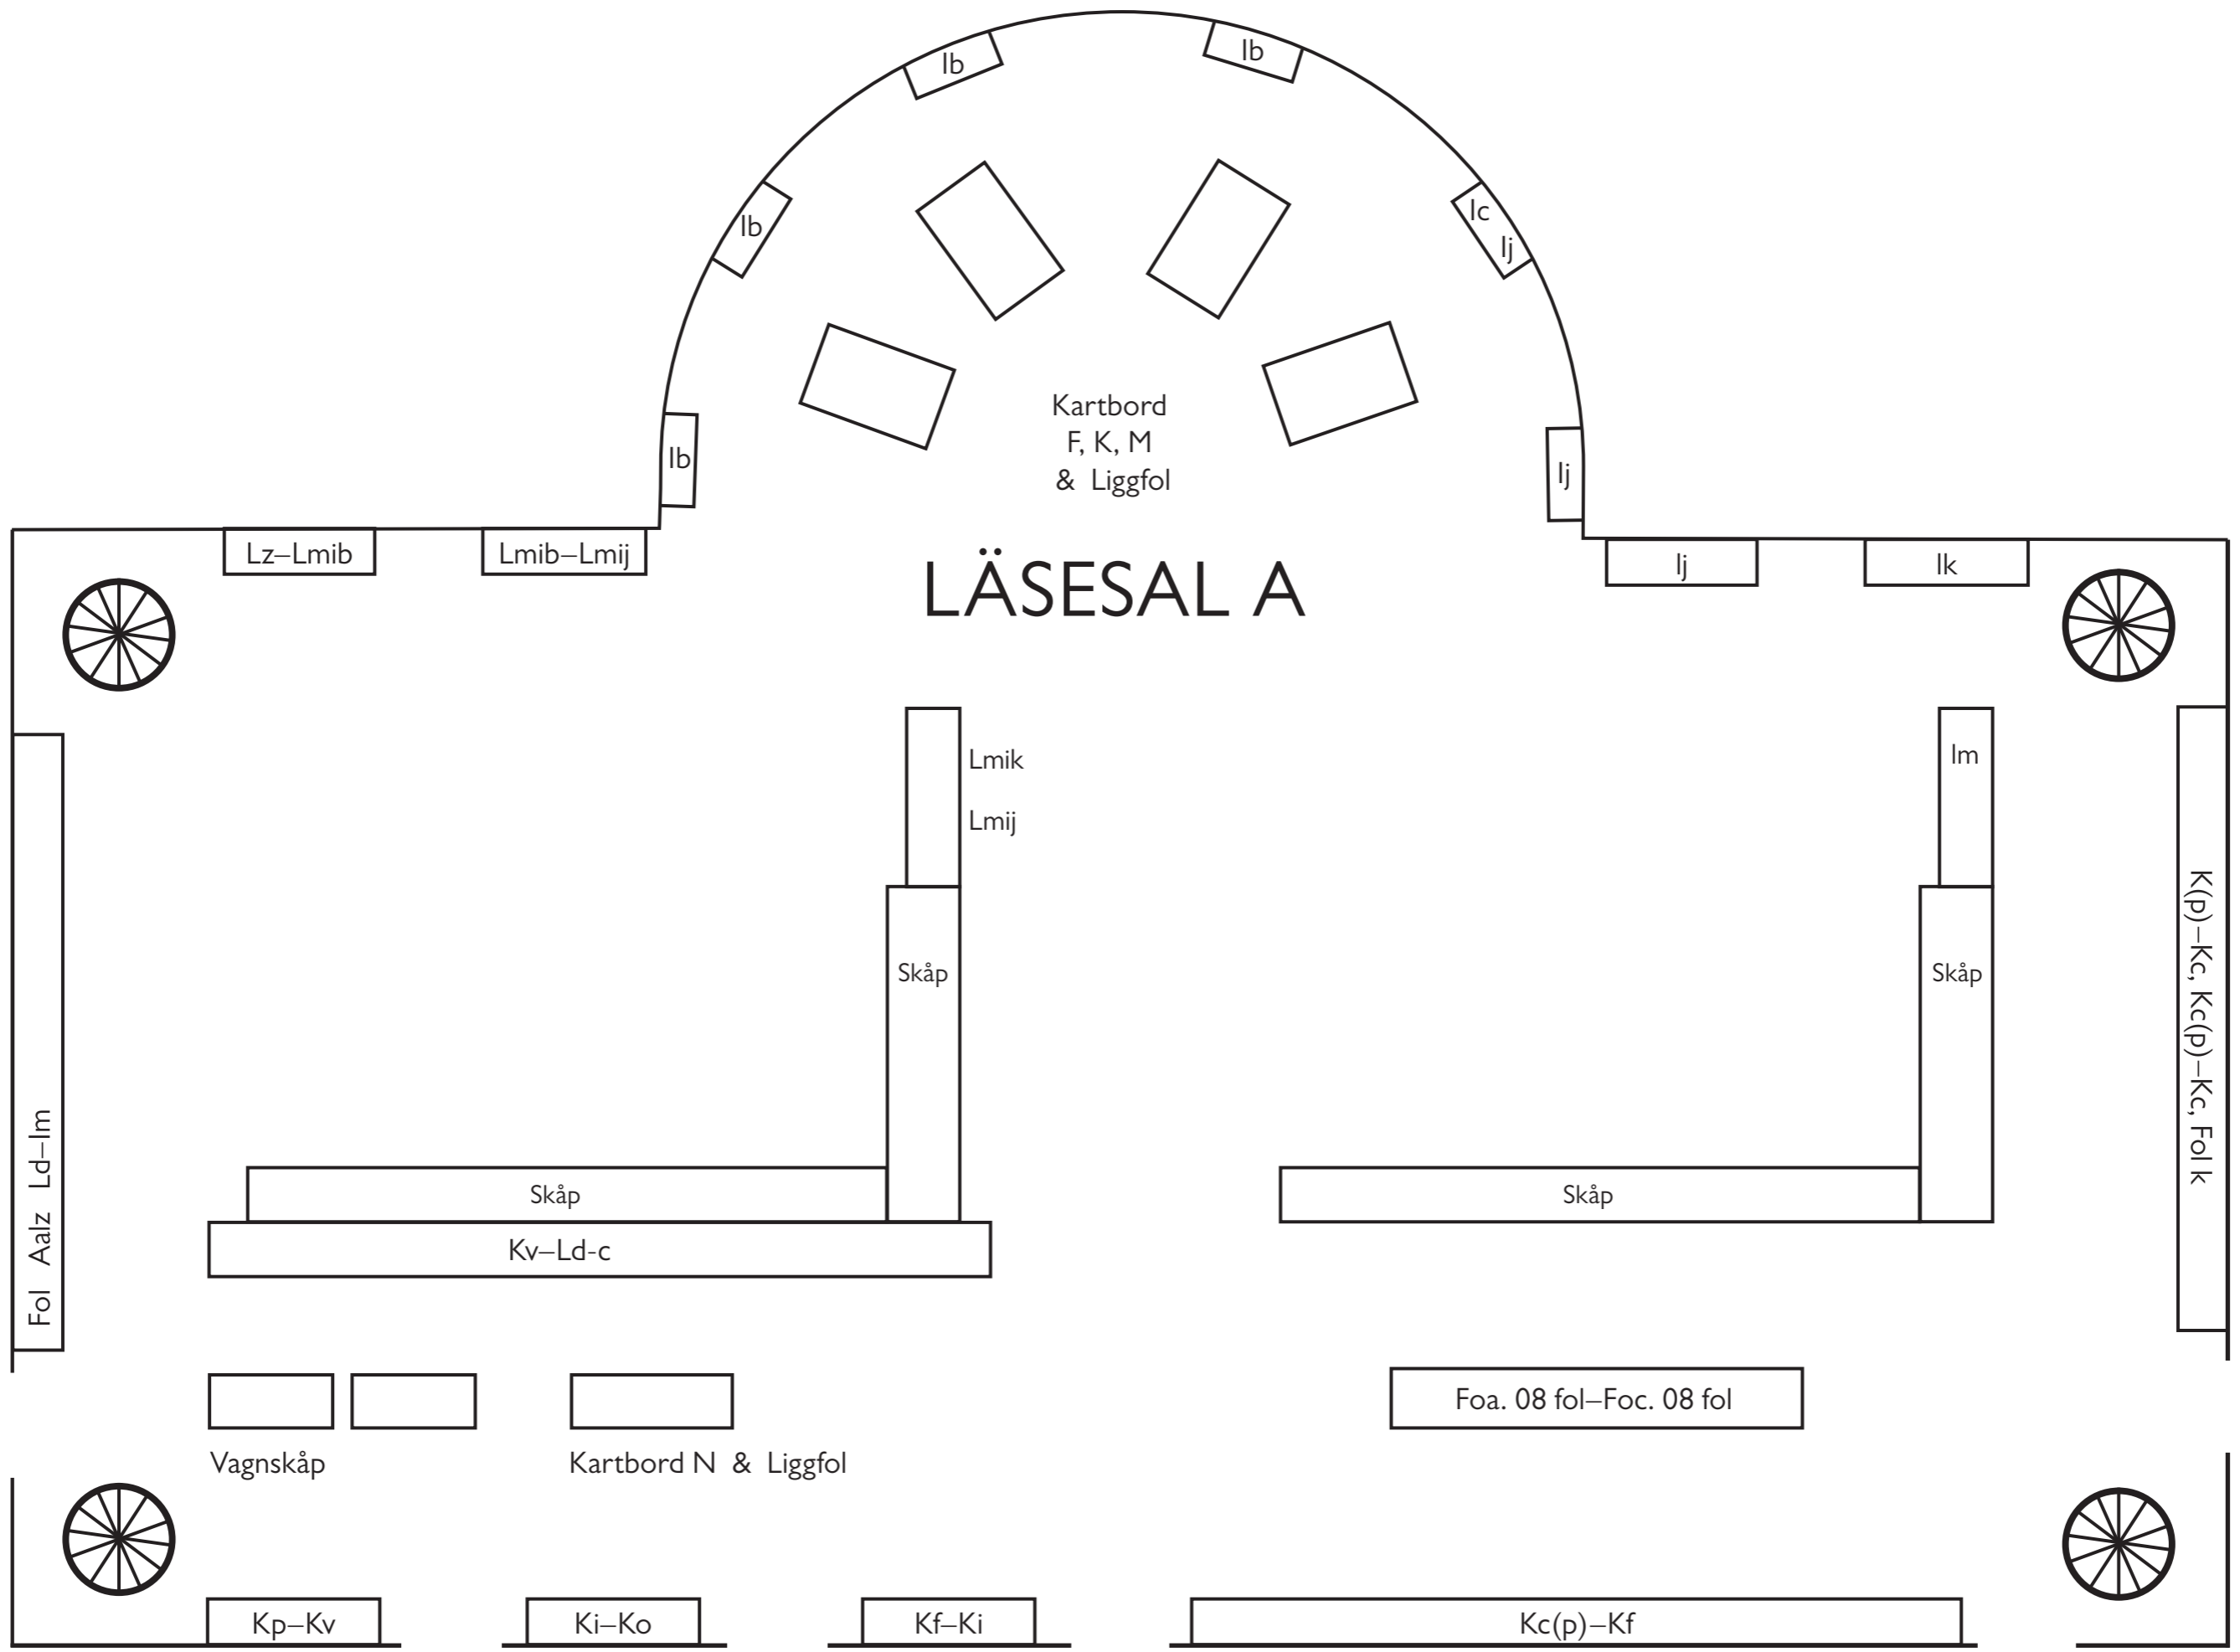 Ib
Ib
Ib
Ic
Ij
Ib
Kartbord
F, K, M
& Liggfol
Ij
Lz–Lmib
Lmib–Lmij
LÄSESAL A
Ij
Ik
Lmik
Lmij
Im
Skåp
Skåp
K(p)–Kc, Kc(p)–Kc, Fol k
Fol Aalz Ld–Im
Skåp
Skåp
Kv–Ld-c
Foa. 08 fol–Foc. 08 fol
Vagnskåp
Kartbord N & Liggfol
Kp–Kv
Ki–Ko
Kf–Ki
Kc(p)–Kf